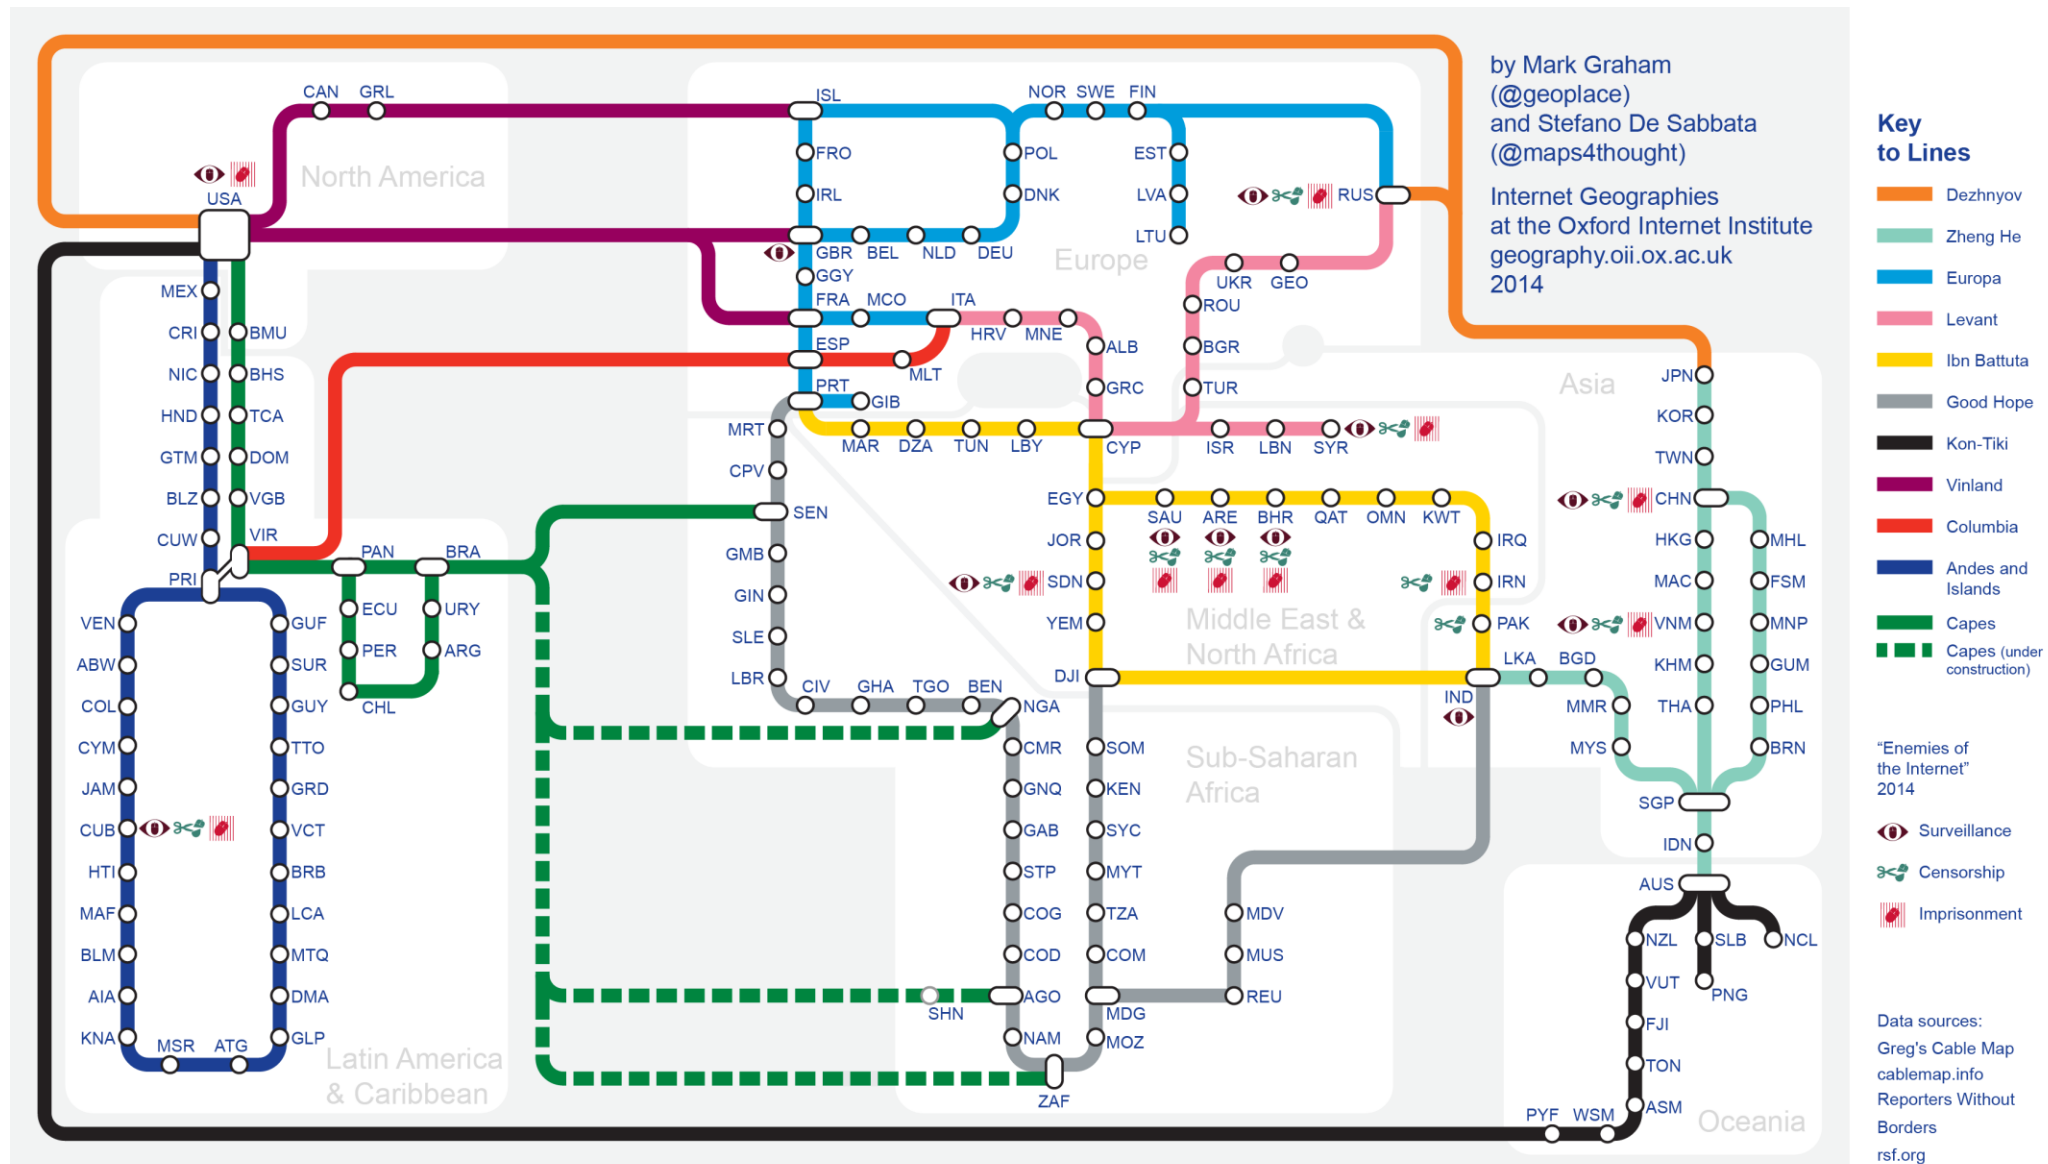 by Mark Graham
(@geoplace)
and Stefano De Sabbata
(@maps4thought)
Internet Geographies
at the Oxford Internet Institute
geography.oii.ox.ac.uk
2014
Key
to Lines
Dezhnyov
Zheng He
Europa
Levant
Ibn Battuta
Good Hope
Kon-Tiki
Vinland
Columbia
Andes and
Islands
Capes
Capes (under
construction)
“Enemies of
the Internet”
2014
Surveillance
Censorship
Imprisonment
Data sources:
Greg's Cable Map
cablemap.info
Reporters Without
Borders
rsf.org
North America
CAN
GRL
USA
MEX
CRI
NIC
HND
GTM
BLZ
CUW
PRI
BMU
BHS
TCA
DOM
VGB
VIR
PAN
BRA
ECU
PER
CHL
URY
ARG
VEN
ABW
COL
CYM
JAM
CUB
HTI
MAF
BLM
AIA
KNA
MSR
ATG
GUF
SUR
GUY
TTO
GRD
VCT
BRB
LCA
MTQ
DMA
GLP
Latin America
& Caribbean
Europe
ISL
FRO
IRL
GBR
BEL
NLD
DEU
GGY
FRA
MCO
ITA
ESP
MLT
PRT
GIB
POL
DNK
NOR
SWE
FIN
EST
LVA
LTU
RUS
UKR
GEO
ROU
BGR
TUR
HRV
MNE
ALB
GRC
CYP
ISR
LBN
SYR
MAR
DZA
TUN
LBY
EGY
JOR
SDN
YEM
DJI
SAU
ARE
BHR
QAT
OMN
KWT
IRQ
IRN
PAK
IND
Middle East &
North Africa
MRT
CPV
SEN
GMB
GIN
SLE
LBR
CIV
GHA
TGO
BEN
NGA
CMR
GNQ
GAB
STP
COG
COD
AGO
SHN
NAM
ZAF
SOM
KEN
SYC
MYT
TZA
COM
MDG
MOZ
MDV
MUS
REU
Sub-Saharan
Africa
Asia
JPN
KOR
TWN
CHN
HKG
MAC
VNM
KHM
THA
MHL
FSM
MNP
GUM
PHL
BRN
LKA
BGD
MMR
MYS
SGP
IDN
AUS
NZL
SLB
NCL
VUT
PNG
FJI
TON
ASM
PYF
WSM
Oceania